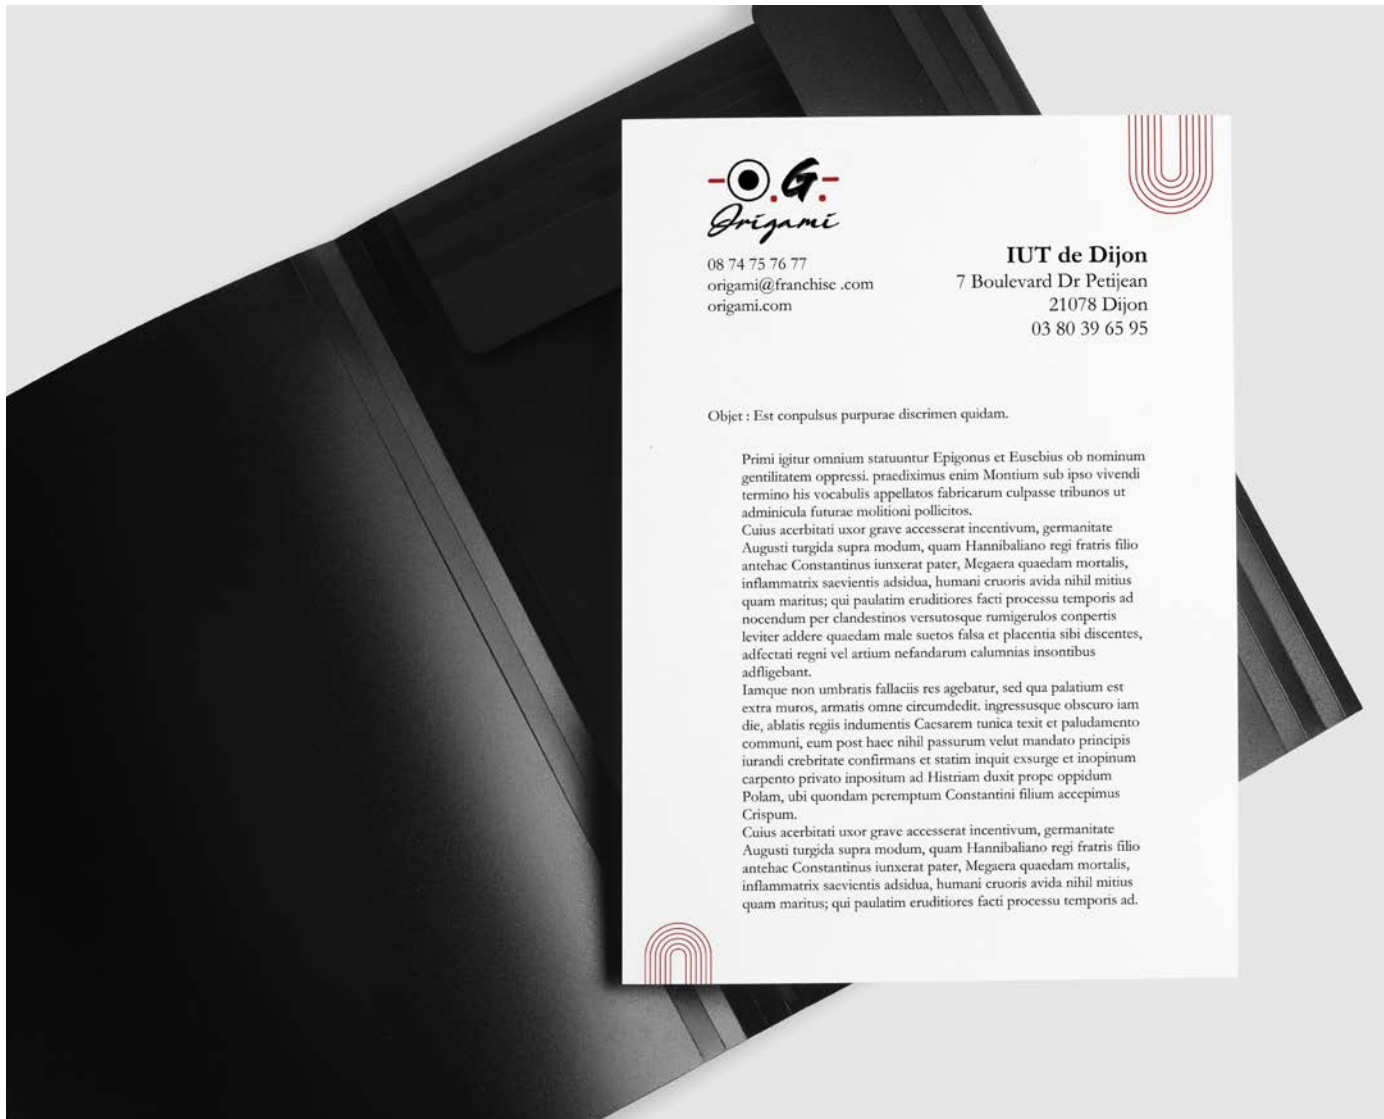 O.G.
Origami
08 74 75 76 77
origami@franchise .com
origami.com
IUT de Dijon
7 Boulevard Dr Petijean
21078 Dijon
03 80 39 65 95
Objet : Est conpulsus purpurae discrimen quidam.
Primi igitur omnium statuuntur Epigonus et Eusebius ob nominum
gentilitatem oppressi. praediximus enim Montium sub ipso vivendi
termino his vocabulis appellatos fabricarum culpasse tribunos ut
adminicula futurae molitioni pollicitos.
Cuius acerbitati uxor grave accesserat incentivum, germanitate
Augusti turgida supra modum, quam Hannibaliano regi fratris filio
antehac Constantinus iunxerat pater, Megaera quaedam mortalis,
inflammatrix saevientis adsidua, humani cruoris avida nihil mitius
quam maritus; qui paulatim eruditiores facti processu temporis ad
nocendum per clandestinos versutosque rumigerulos conpertis
leviter addere quaedam male suetos falsa et placentia sibi discentes,
adfectati regni vel artium nefandarum calumnias insontibus
adfligebant.
Iamque non umbratis fallaciis res agebatur, sed qua palatium est
extra muros, armatis omne circumdedit. ingressusque obscuro iam
die, ablatis regiis indumentis Caesarem tunica texit et paludamento
communi, eum post haec nihil passurum velut mandato principis
iurandi crebritate confirmans et statim inquit exsurge et inopinum
carpento privato inpositum ad Histriam duxit prope oppidum
Polam, ubi quondam peremptum Constantini filium accepimus
Crispum.
Cuius acerbitati uxor grave accesserat incentivum, germanitate
Augusti turgida supra modum, quam Hannibaliano regi fratris filio
antehac Constantinus iunxerat pater, Megaera quaedam mortalis,
inflammatrix saevientis adsidua, humani cruoris avida nihil mitius
quam maritus; qui paulatim eruditiores facti processu temporis ad.